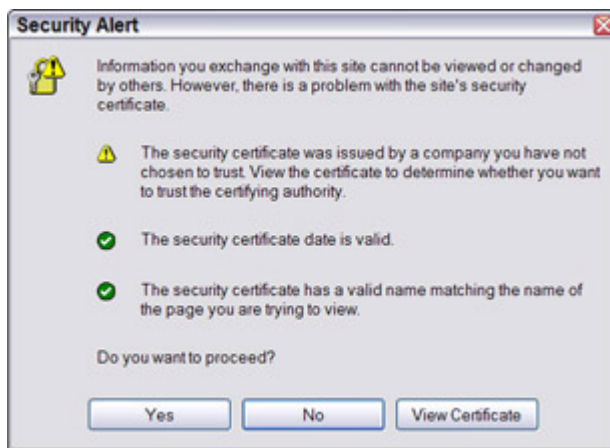 Security Alert
Information you exchange with this site cannot be viewed or changed
by others. However, there is a problem with the site's security
certificate.
The security certificate was issued by a company you have not
chosen to trust. View the certificate to determine whether you want
to trust the certifying authority.
The security certificate date is valid.
The security certificate has a valid name matching the name of
the page you are trying to view.
Do you want to proceed?
Yes No View Certificate